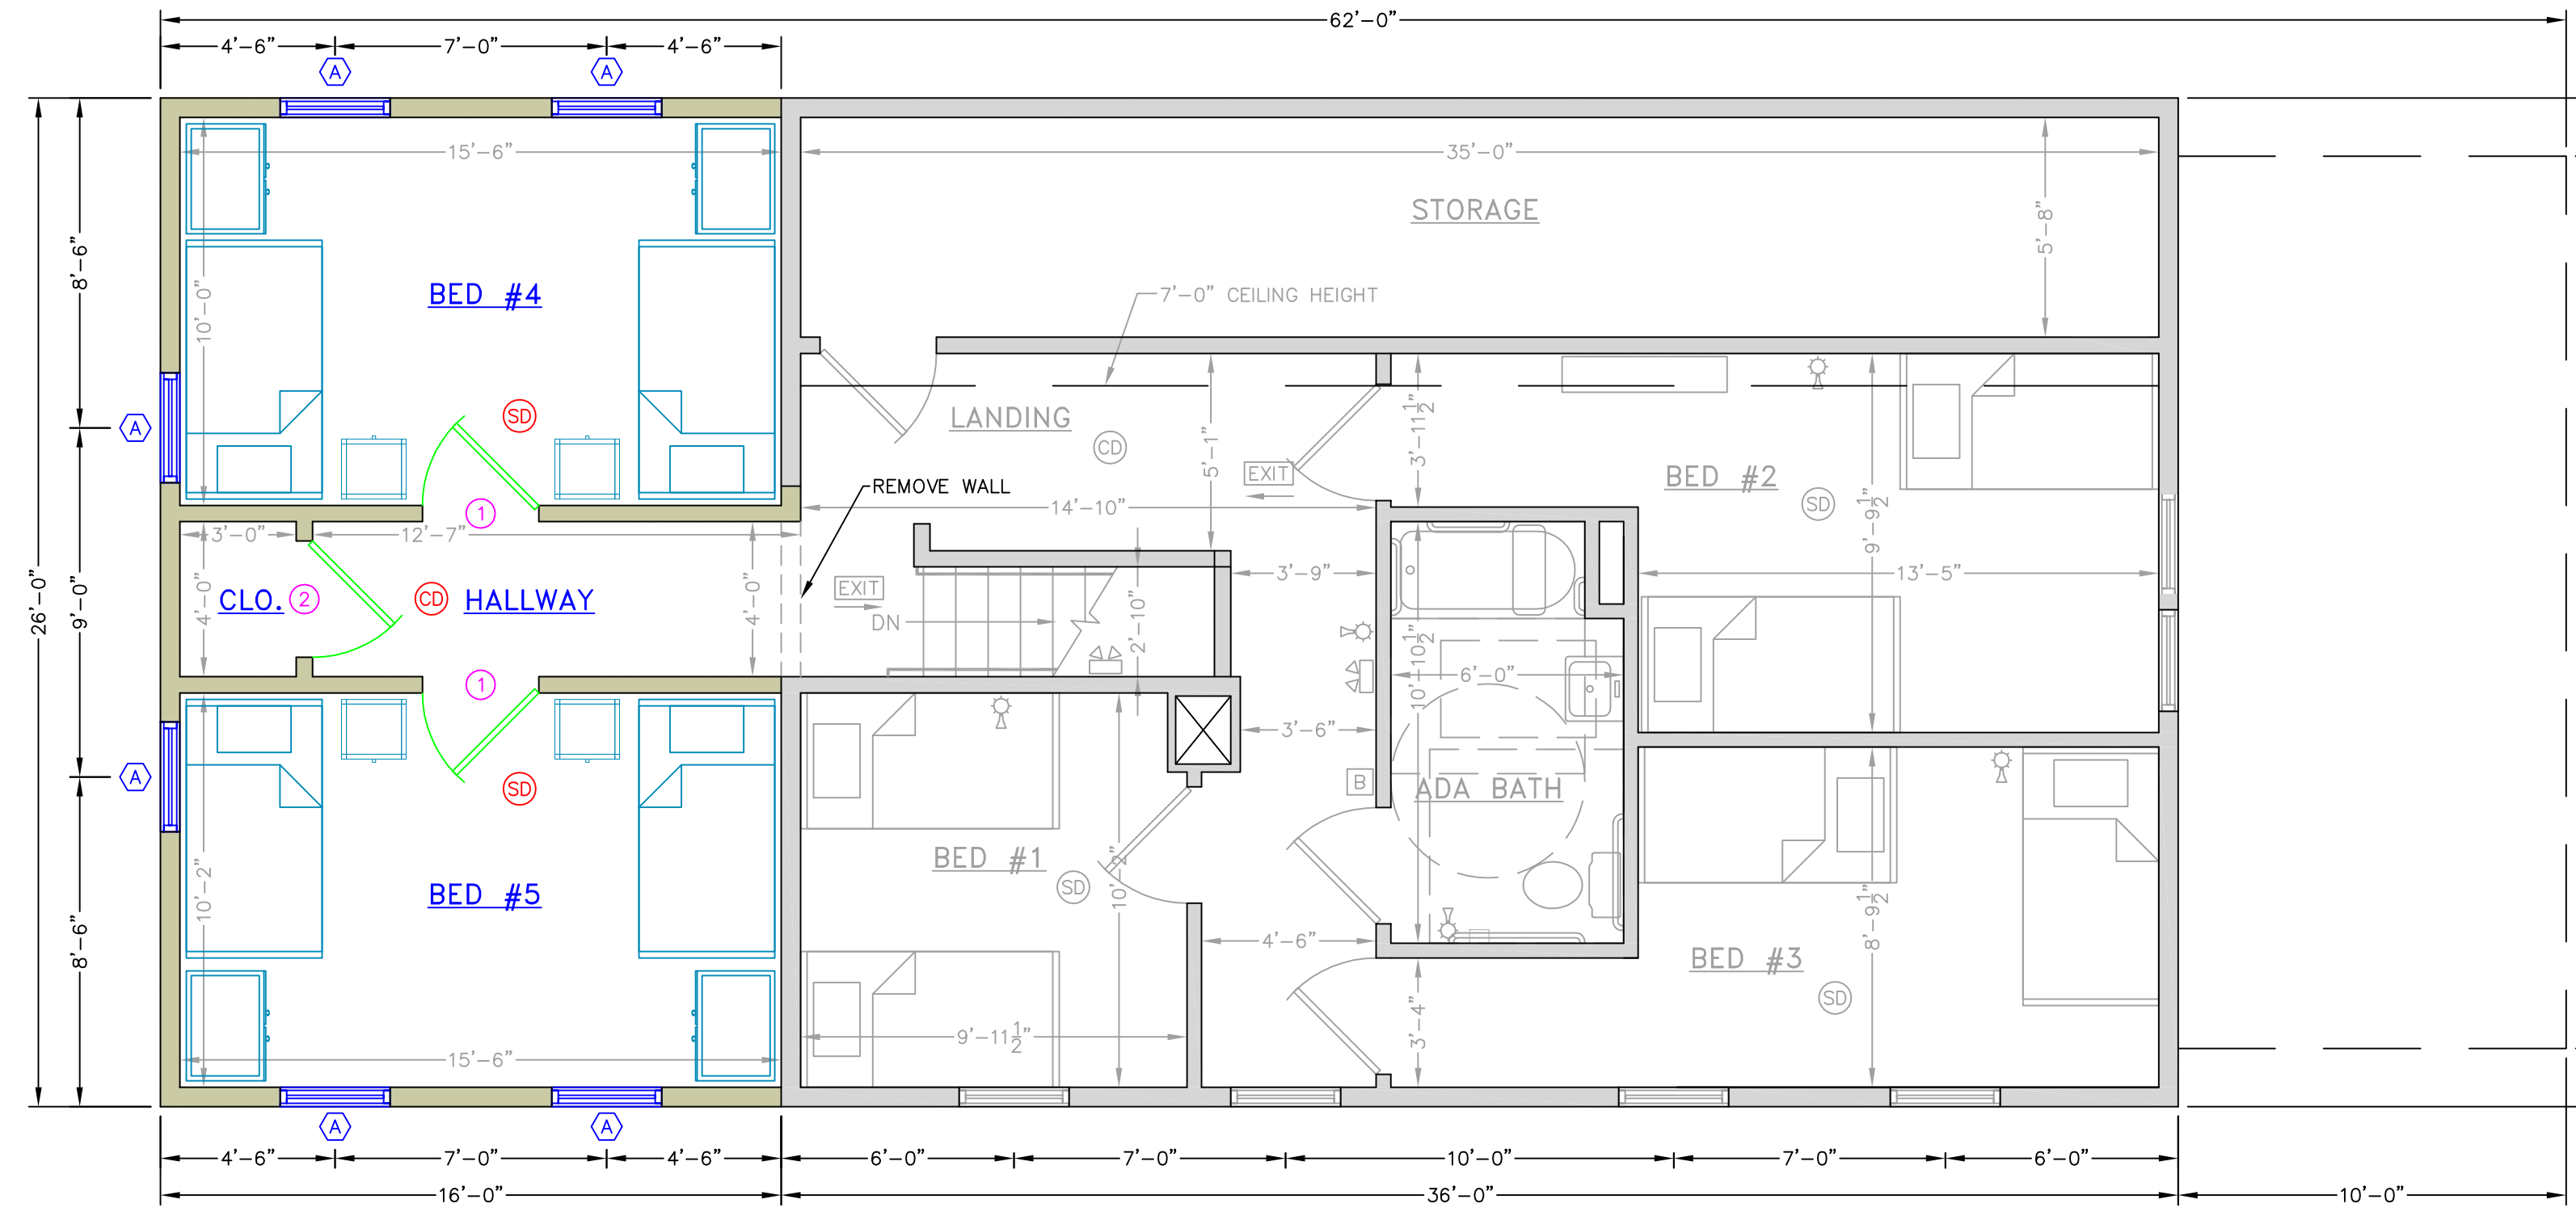 62'-0"
4'-6" 7'-0" 4'-6"
A A
15'-6" 35'-0"
STORAGE
5'-8"
8'-6"
BED #4
10'-0"
7'-0" CEILING HEIGHT
LANDING
SD
A
CD
5'-1"
3'-11 1/2"
EXIT
BED #2
REMOVE WALL
SD
1
14'-10"
9'-9 1/2"
3'-0" 12'-7"
26'-0"
9'-0"
4'-0"
CLO. 2
CD HALLWAY
4'-0"
EXIT
DN
2'-10"
3'-9"
13'-5"
10'-10 1/2"
6'-0"
1
3'-6"
A
SD
B
ADA BATH
BED #1
SD
10'-2"
BED #5
10'-2"
8'-6"
4'-6"
8'-9 1/2"
BED #3
SD
9'-11 1/2"
3'-4"
15'-6"
A A
4'-6" 7'-0" 4'-6" 6'-0" 7'-0" 10'-0" 7'-0" 6'-0"
16'-0" 36'-0" 10'-0"